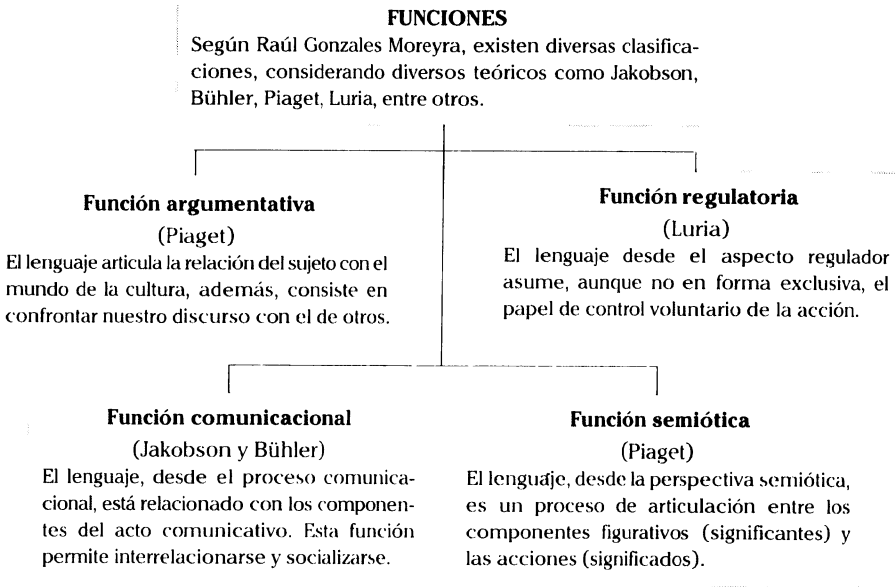 FUNCIONES
Según Raúl Gonzales Moreyra, existen diversas clasifica-
ciones, considerando diversos teóricos como Jakobson,
Bühler, Piaget, Luria, entre otros.
Función argumentativa
(Piaget)
El lenguaje articula la relación del sujeto con el
mundo de la cultura, además, consiste en
confrontar nuestro discurso con el de otros.
Función regulatoria
(Luria)
El lenguaje desde el aspecto regulador
asume, aunque no en forma exclusiva, el
papel de control voluntario de la acción.
Función comunicacional
(Jakobson y Bühler)
El lenguaje, desde el proceso comunica-
cional, está relacionado con los componen-
tes del acto comunicativo. Esta función
permite interrelacionarse y socializarse.
Función semiótica
(Piaget)
El lenguaje, desde la perspectiva semiótica,
es un proceso de articulación entre los
componentes figurativos (significantes) y
las acciones (significados).